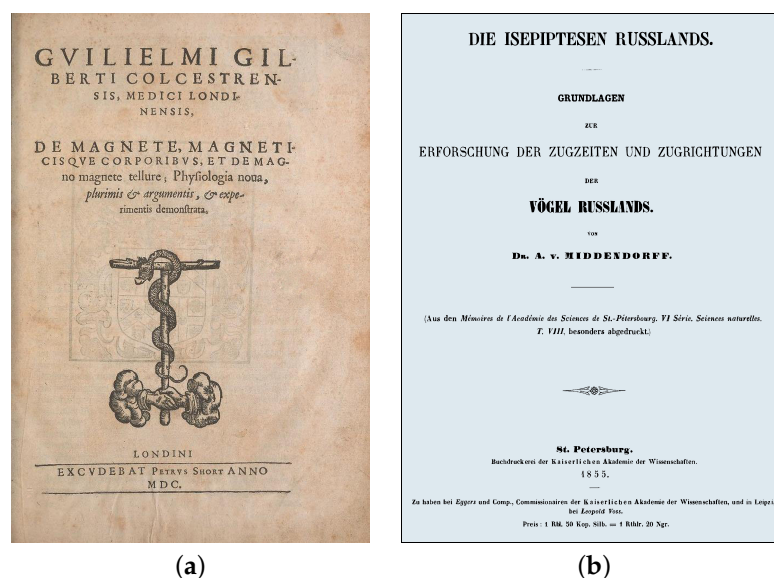 GVILIELMI GIL-
BERTI COLCESTREN-
SIS, MEDICI LONDI-
NENSIS,
DE MAGNETE, MAGNETI-
CISQVE CORPORIBVS, ET DE MAG-
no magnete tellure; Phyſiologia noua,
plurimis & argumentis, & expe-
rimentis demonſtrata.
LONDINI
EXCVDEBAT PETRVS SHORT ANNO
MDC.
(a)
DIE ISEPIPTESEN RUSSLANDS.
GRUNDLAGEN
ZUR
ERFORSCHUNG DER ZUGZEITEN UND ZUGRICHTUNGEN
DER
VÖGEL RUSSLANDS.
VON
DR. A. v. MIDDENDORFF.
(Aus den Mémoires de l'Académie des Sciences de St.-Pétersbourg. VI Série. Sciences naturelles.
T. VIII, besonders abgedruckt.)
St. Petersburg.
Buchdruckerei der Kaiserlichen Akademie der Wissenschaften.
1855.
Zu haben bei Eggers und Comp., Commissionairen der Kaiserlichen Akademie der Wissenschaften, und in Leipzig
bei Leopold Voss.
Preis: 1 Rbl. 50 Kop. Silb. = 1 Rthlr. 20 Ngr.
(b)